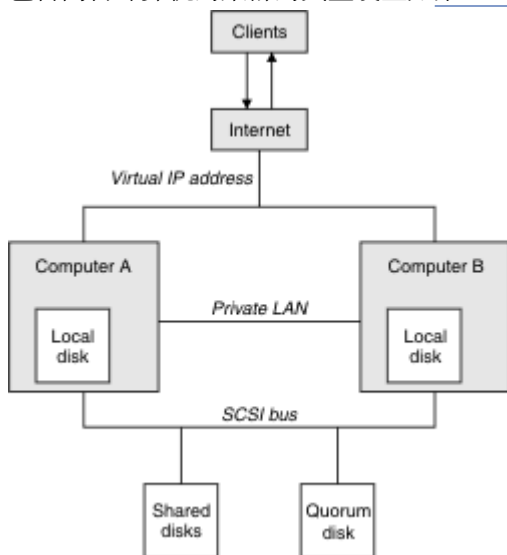 Clients
Internet
Virtual IP address
Computer A
Computer B
Private LAN
Local
disk
Local
disk
SCSI bus
Shared
disks
Quorum
disk